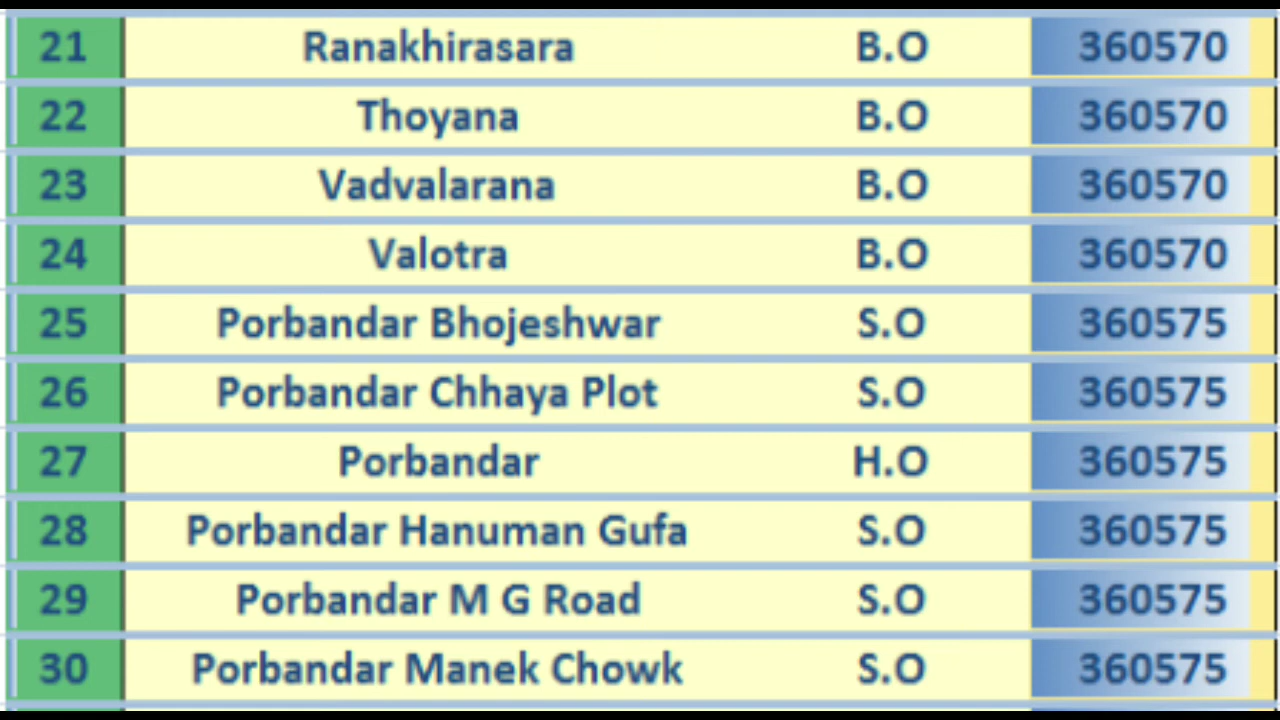 21 Ranakhirasara B.O 360570
22 Thoyana B.O 360570
23 Vadvalarana B.O 360570
24 Valotra B.O 360570
25 Porbandar Bhojeshwar S.O 360575
26 Porbandar Chhaya Plot S.O 360575
27 Porbandar H.O 360575
28 Porbandar Hanuman Gufa S.O 360575
29 Porbandar M G Road S.O 360575
30 Porbandar Manek Chowk S.O 360575